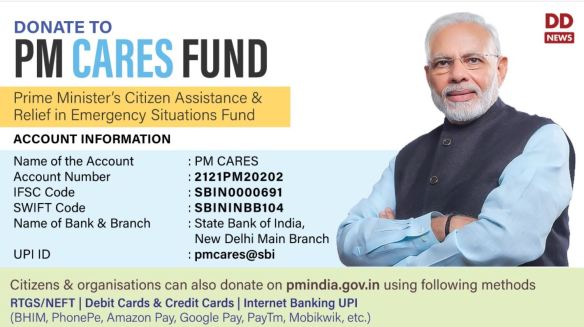 DONATE TO
PM CARES FUND
DD
NEWS
Prime Minister's Citizen Assistance &
Relief in Emergency Situations Fund
ACCOUNT INFORMATION
Name of the Account : PM CARES
Account Number : 2121PM20202
IFSC Code : SBIN0000691
SWIFT Code : SBININBB104
Name of Bank & Branch : State Bank of India,
New Delhi Main Branch
UPI ID : pmcares@sbi
Citizens & organisations can also donate on pmindia.gov.in using following methods
RTGS/NEFT | Debit Cards & Credit Cards | Internet Banking UPI
(BHIM, PhonePe, Amazon Pay, Google Pay, PayTm, Mobikwik, etc.)